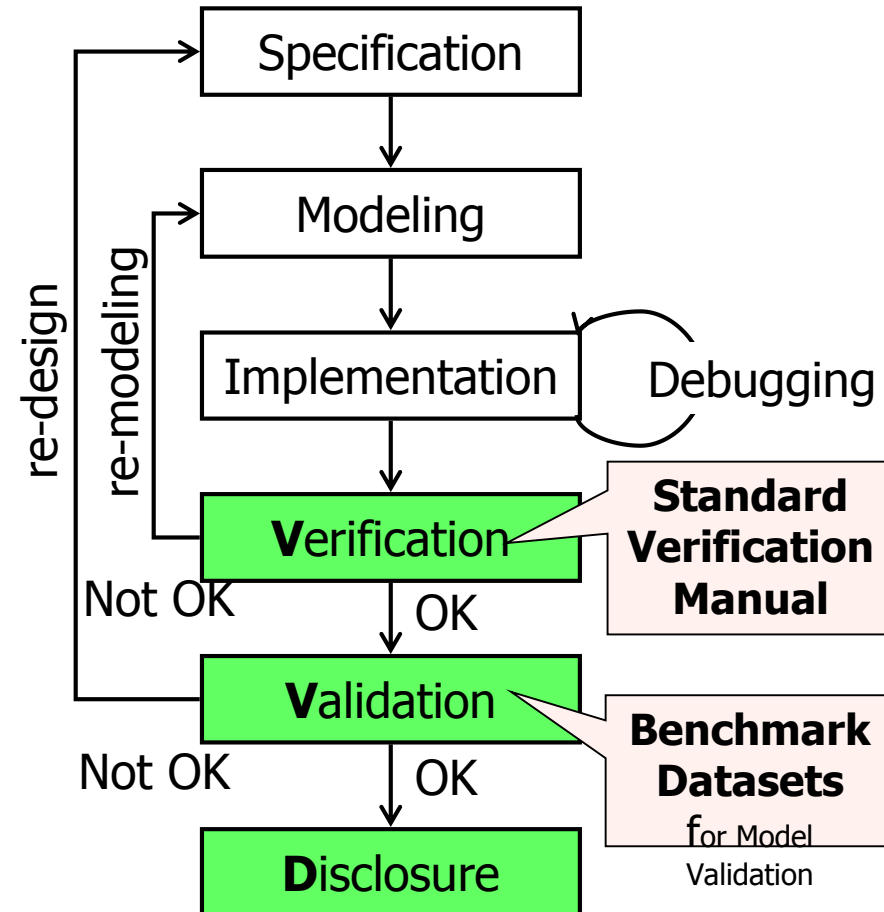 Specification
Modeling
re-design
re-modeling
Implementation
Debugging
Verification
Standard
Verification
Manual
Not OK
OK
Validation
Benchmark
Datasets
for Model
Validation
Not OK
OK
Disclosure